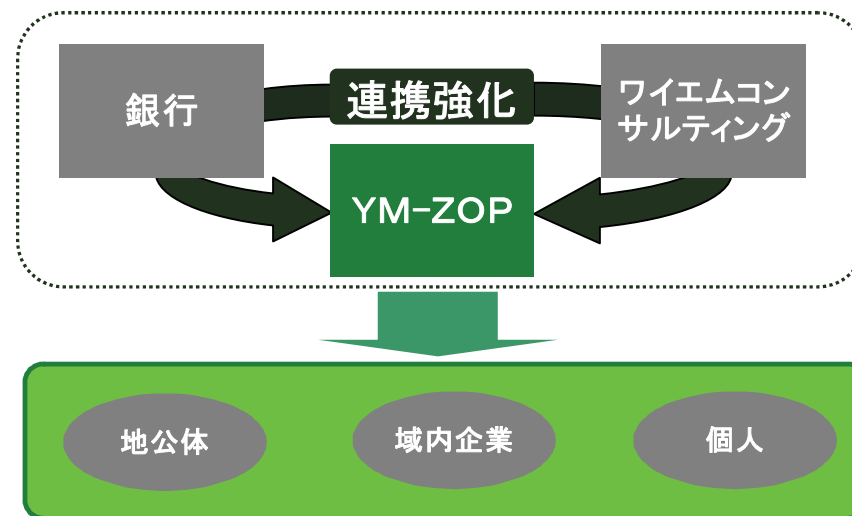 銀行
連携強化
ワイエムコン
サルティング
YM-ZOP
地公体
域内企業
個人